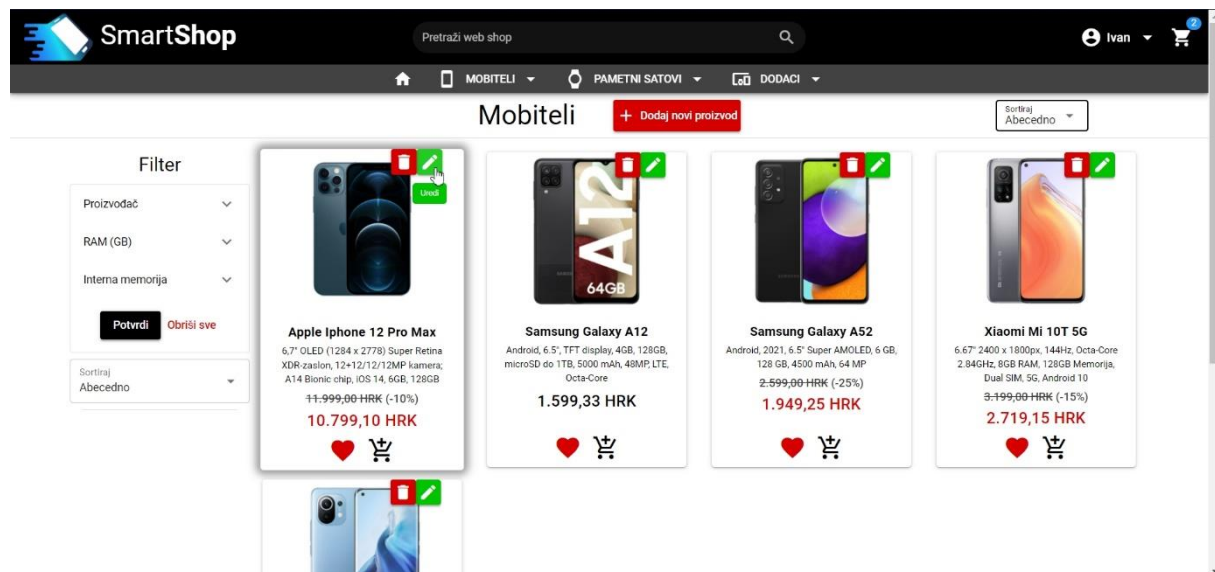 SmartShop
Pretraži web shop
Ivan
2
MOBITELI
PAMETNI SATOVI
DODACI
Mobiteli
+ Dodaj novi proizvod
Sortiraj
Abecedno
Filter
Proizvođač
RAM (GB)
Interna memorija
Potvrdi
Obriši sve
Sortiraj
Abecedno
Uredi
Apple Iphone 12 Pro Max
6,7" OLED (1284 x 2778) Super Retina
XDR-zaslon, 12+12/12/12MP kamera;
A14 Bionic chip, iOS 14, 6GB, 128GB
11.999,00 HRK (-10%)
10.799,10 HRK
A12
64GB
Samsung Galaxy A12
Android, 6.5", TFT display, 4GB, 128GB,
microSD do 1TB, 5000 mAh, 48MP, LTE,
Octa-Core
1.599,33 HRK
Samsung Galaxy A52
Android, 2021, 6.5" Super AMOLED, 6 GB,
128 GB, 4500 mAh, 64 MP
2.599,00 HRK (-25%)
1.949,25 HRK
Xiaomi Mi 10T 5G
6.67" 2400 x 1800px, 144Hz, Octa-Core
2.84GHz, 8GB RAM, 128GB Memorija,
Dual SIM, 5G, Android 10
3.199,00 HRK (-15%)
2.719,15 HRK